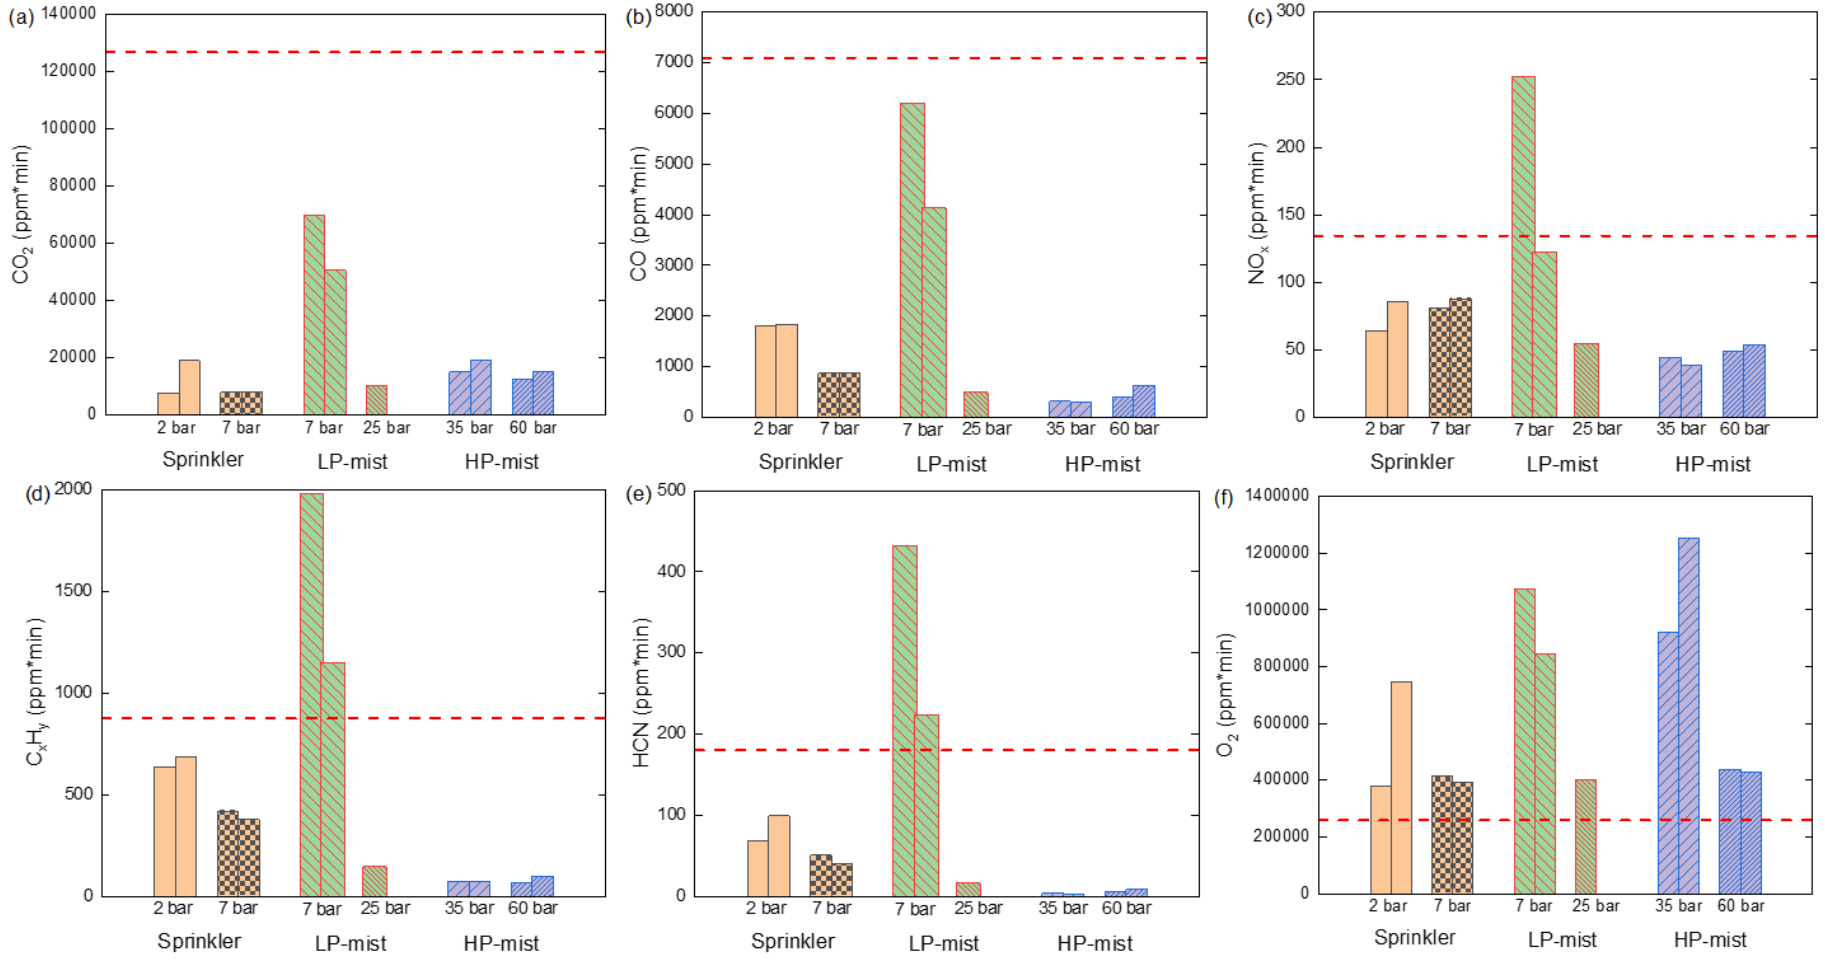 (a)
CO2 (ppm*min)
140000
120000
100000
80000
60000
40000
20000
0
2 bar 7 bar 7 bar 25 bar 35 bar 60 bar
Sprinkler LP-mist HP-mist
(b)
CO (ppm*min)
8000
7000
6000
5000
4000
3000
2000
1000
0
2 bar 7 bar 7 bar 25 bar 35 bar 60 bar
Sprinkler LP-mist HP-mist
(c)
NOx (ppm*min)
300
250
200
150
100
50
0
2 bar 7 bar 7 bar 25 bar 35 bar 60 bar
Sprinkler LP-mist HP-mist
(d)
CxHy (ppm*min)
2000
1500
1000
500
0
2 bar 7 bar 7 bar 25 bar 35 bar 60 bar
Sprinkler LP-mist HP-mist
(e)
HCN (ppm*min)
500
400
300
200
100
0
2 bar 7 bar 7 bar 25 bar 35 bar 60 bar
Sprinkler LP-mist HP-mist
(f)
O2 (ppm*min)
1400000
1200000
1000000
800000
600000
400000
200000
0
2 bar 7 bar 7 bar 25 bar 35 bar 60 bar
Sprinkler LP-mist HP-mist